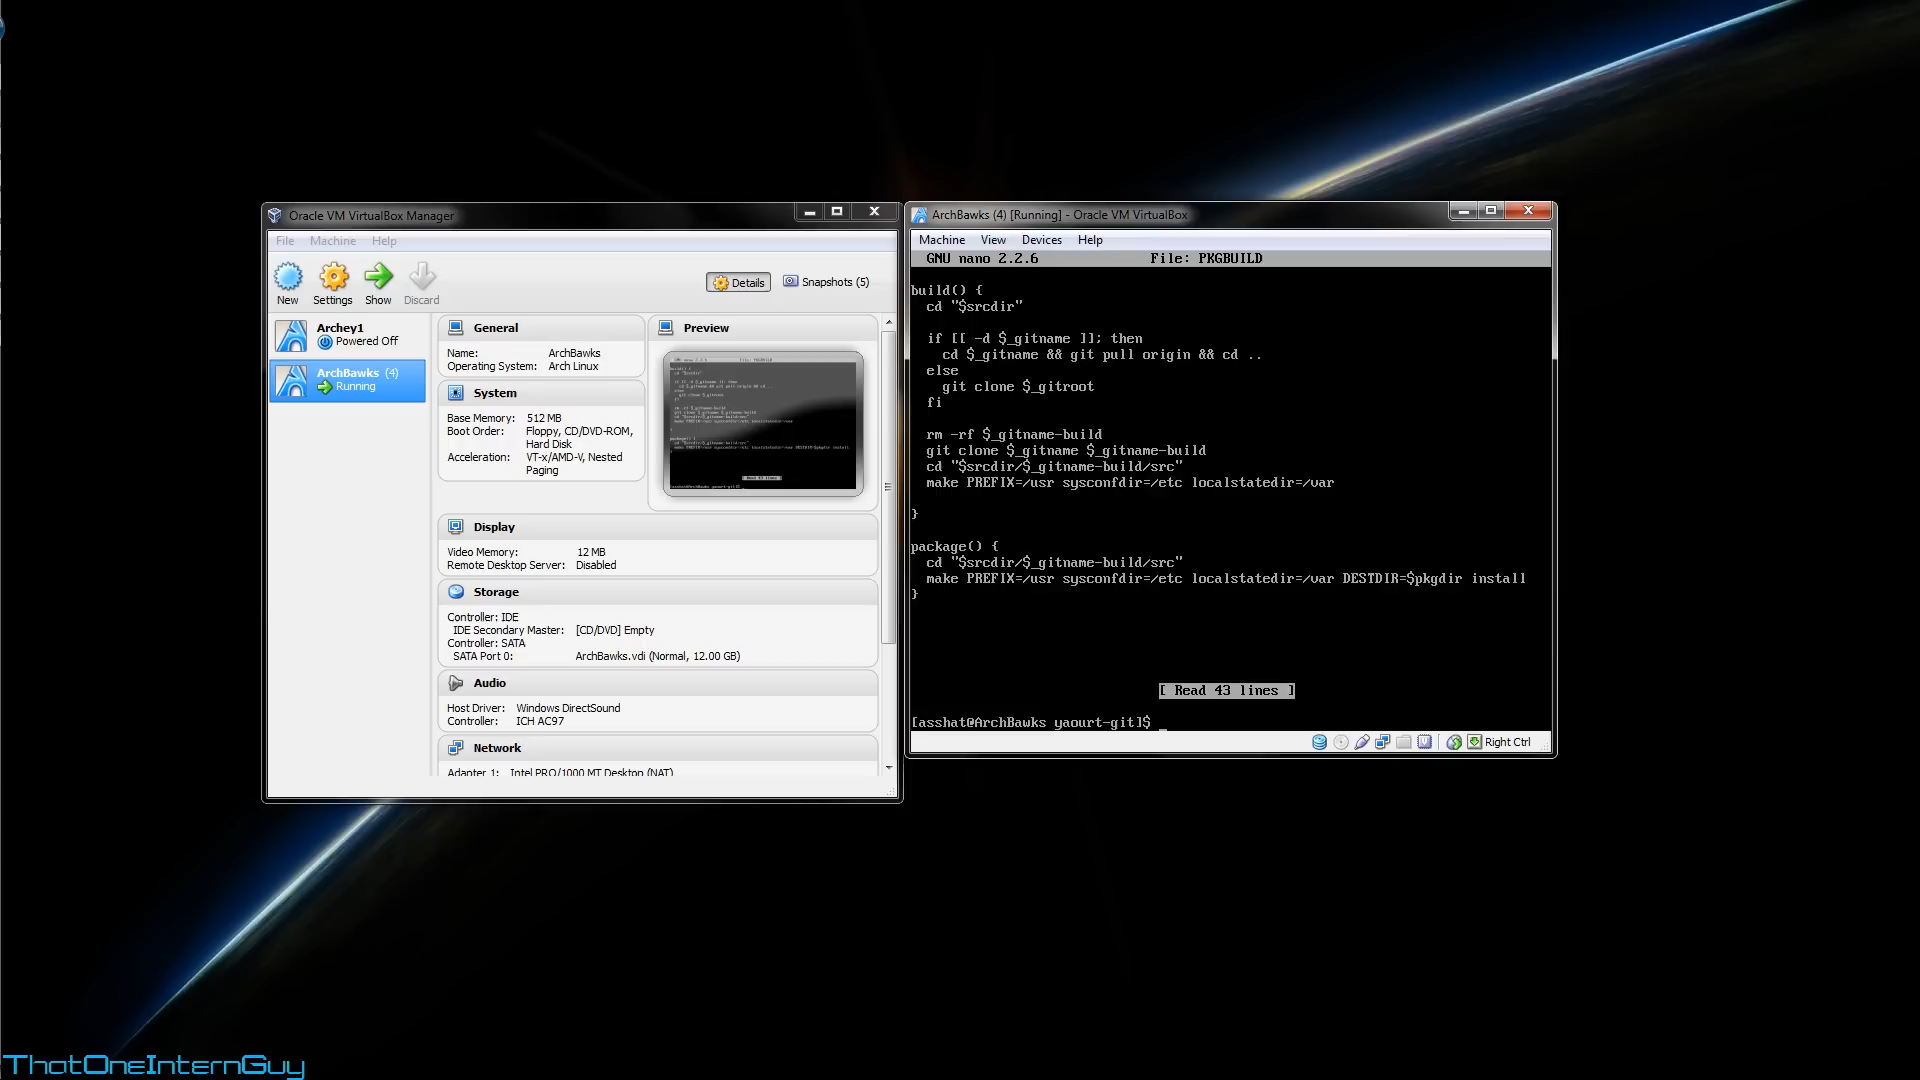 Oracle VM VirtualBox Manager
File Machine Help
New Settings Show Discard
Details Snapshots (5)
Archey1
Powered Off
ArchBawks (4)
Running
General
Name: ArchBawks
Operating System: Arch Linux
System
Base Memory: 512 MB
Boot Order: Floppy, CD/DVD-ROM,
Hard Disk
Acceleration: VT-x/AMD-V, Nested
Paging
Preview
Display
Video Memory: 12 MB
Remote Desktop Server: Disabled
Storage
Controller: IDE
IDE Secondary Master: [CD/DVD] Empty
Controller: SATA
SATA Port 0: ArchBawks.vdi (Normal, 12.00 GB)
Audio
Host Driver: Windows DirectSound
Controller: ICH AC97
Network
Adapter 1: Intel PRO/1000 MT Desktop (NAT)
ArchBawks (4) [Running] - Oracle VM VirtualBox
Machine View Devices Help
GNU nano 2.2.6 File: PKGBUILD
build() {
cd "$srcdir"
if [[ -d $_gitname ]]; then
cd $_gitname && git pull origin && cd ..
else
git clone $_gitroot
fi
rm -rf $_gitname-build
git clone $_gitname $_gitname-build
cd "$srcdir/$_gitname-build/src"
make PREFIX=/usr sysconfdir=/etc localstatedir=/var
}
package() {
cd "$srcdir/$_gitname-build/src"
make PREFIX=/usr sysconfdir=/etc localstatedir=/var DESTDIR=$pkgdir install
}
[ Read 43 lines ]
[asshat@ArchBawks yaourt-git]$ _
Right Ctrl
ThatOneInternGuy